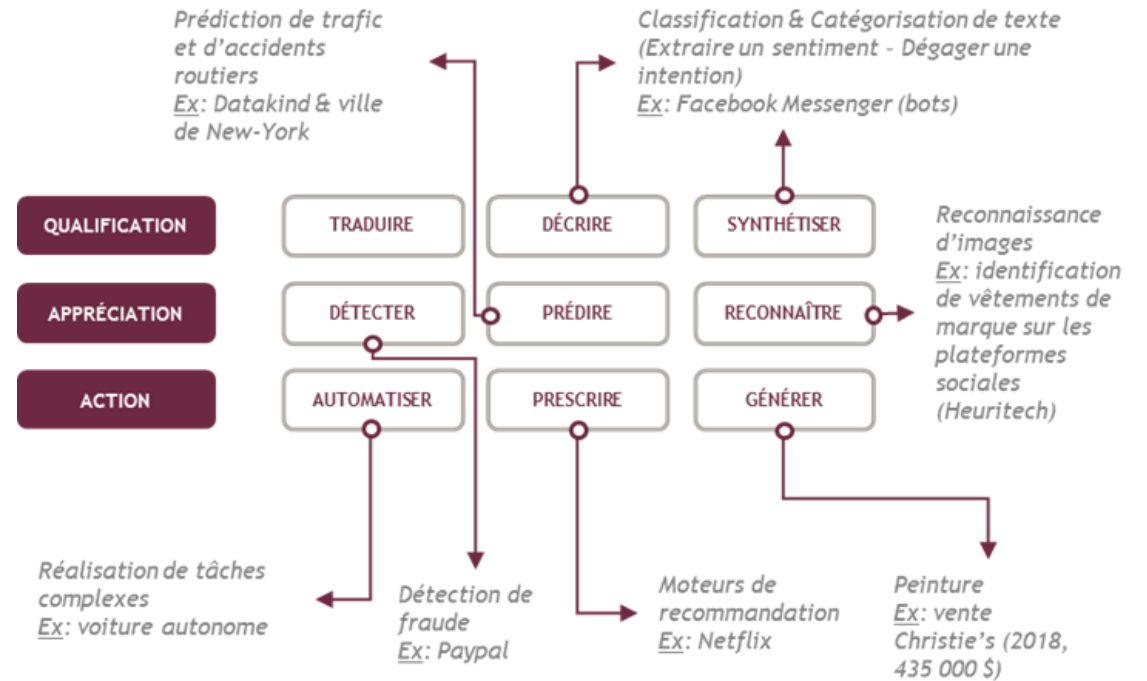 Prédiction de trafic
et d'accidents
routiers
Ex: Datakind & ville
de New-York
Classification & Catégorisation de texte
(Extraire un sentiment – Dégager une
intention)
Ex: Facebook Messenger (bots)
QUALIFICATION
TRADUIRE
DÉCRIRE
SYNTHÉTISER
APPRÉCIATION
DÉTECTER
PRÉDIRE
RECONNAÎTRE
ACTION
AUTOMATISER
PRESCRIRE
GÉNÉRER
Reconnaissance
d'images
Ex: identification
de vêtements de
marque sur les
plateformes
sociales
(Heuritech)
Réalisation de tâches
complexes
Ex: voiture autonome
Détection de
fraude
Ex: Paypal
Moteurs de
recommandation
Ex: Netflix
Peinture
Ex: vente
Christie's (2018,
435 000 $)